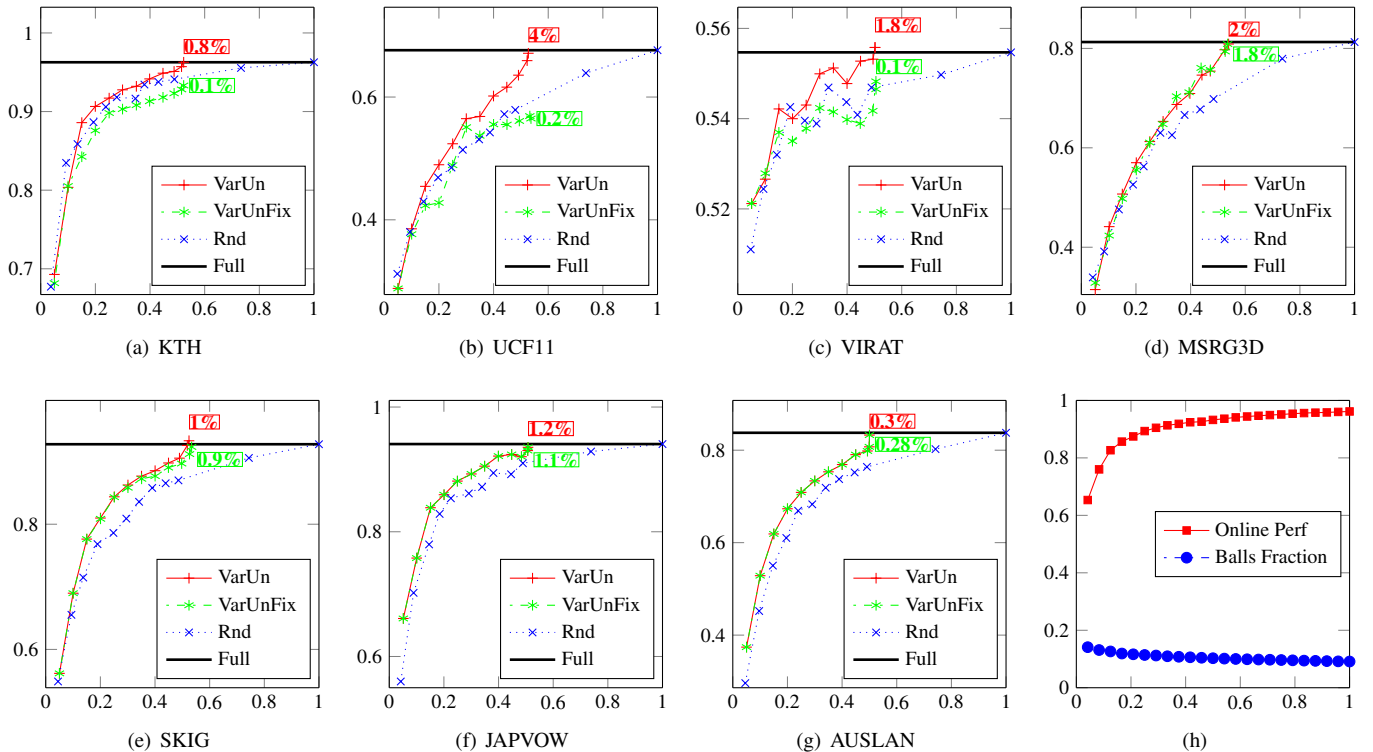 1
0.9
0.8
0.7
0 0.2 0.4 0.6 0.8 1
0.8%
0.1%
VarUn
VarUnFix
Rnd
Full
(a) KTH
0.6
0.4
0 0.2 0.4 0.6 0.8 1
4%
0.2%
VarUn
VarUnFix
Rnd
Full
(b) UCF11
0.56
0.54
0.52
0 0.2 0.4 0.6 0.8 1
1.8%
0.1%
VarUn
VarUnFix
Rnd
Full
(c) VIRAT
0.8
0.6
0.4
0 0.2 0.4 0.6 0.8 1
2%
1.8%
VarUn
VarUnFix
Rnd
Full
(d) MSRG3D
0.8
0.6
0 0.2 0.4 0.6 0.8 1
1%
0.9%
VarUn
VarUnFix
Rnd
Full
(e) SKIG
1
0.8
0.6
0 0.2 0.4 0.6 0.8 1
1.2%
1.1%
VarUn
VarUnFix
Rnd
Full
(f) JAPVOW
0.8
0.6
0.4
0 0.2 0.4 0.6 0.8 1
0.3%
0.28%
VarUn
VarUnFix
Rnd
Full
(g) AUSLAN
1
0.8
0.6
0.4
0.2
0
0 0.2 0.4 0.6 0.8 1
Online Perf
Balls Fraction
(h)